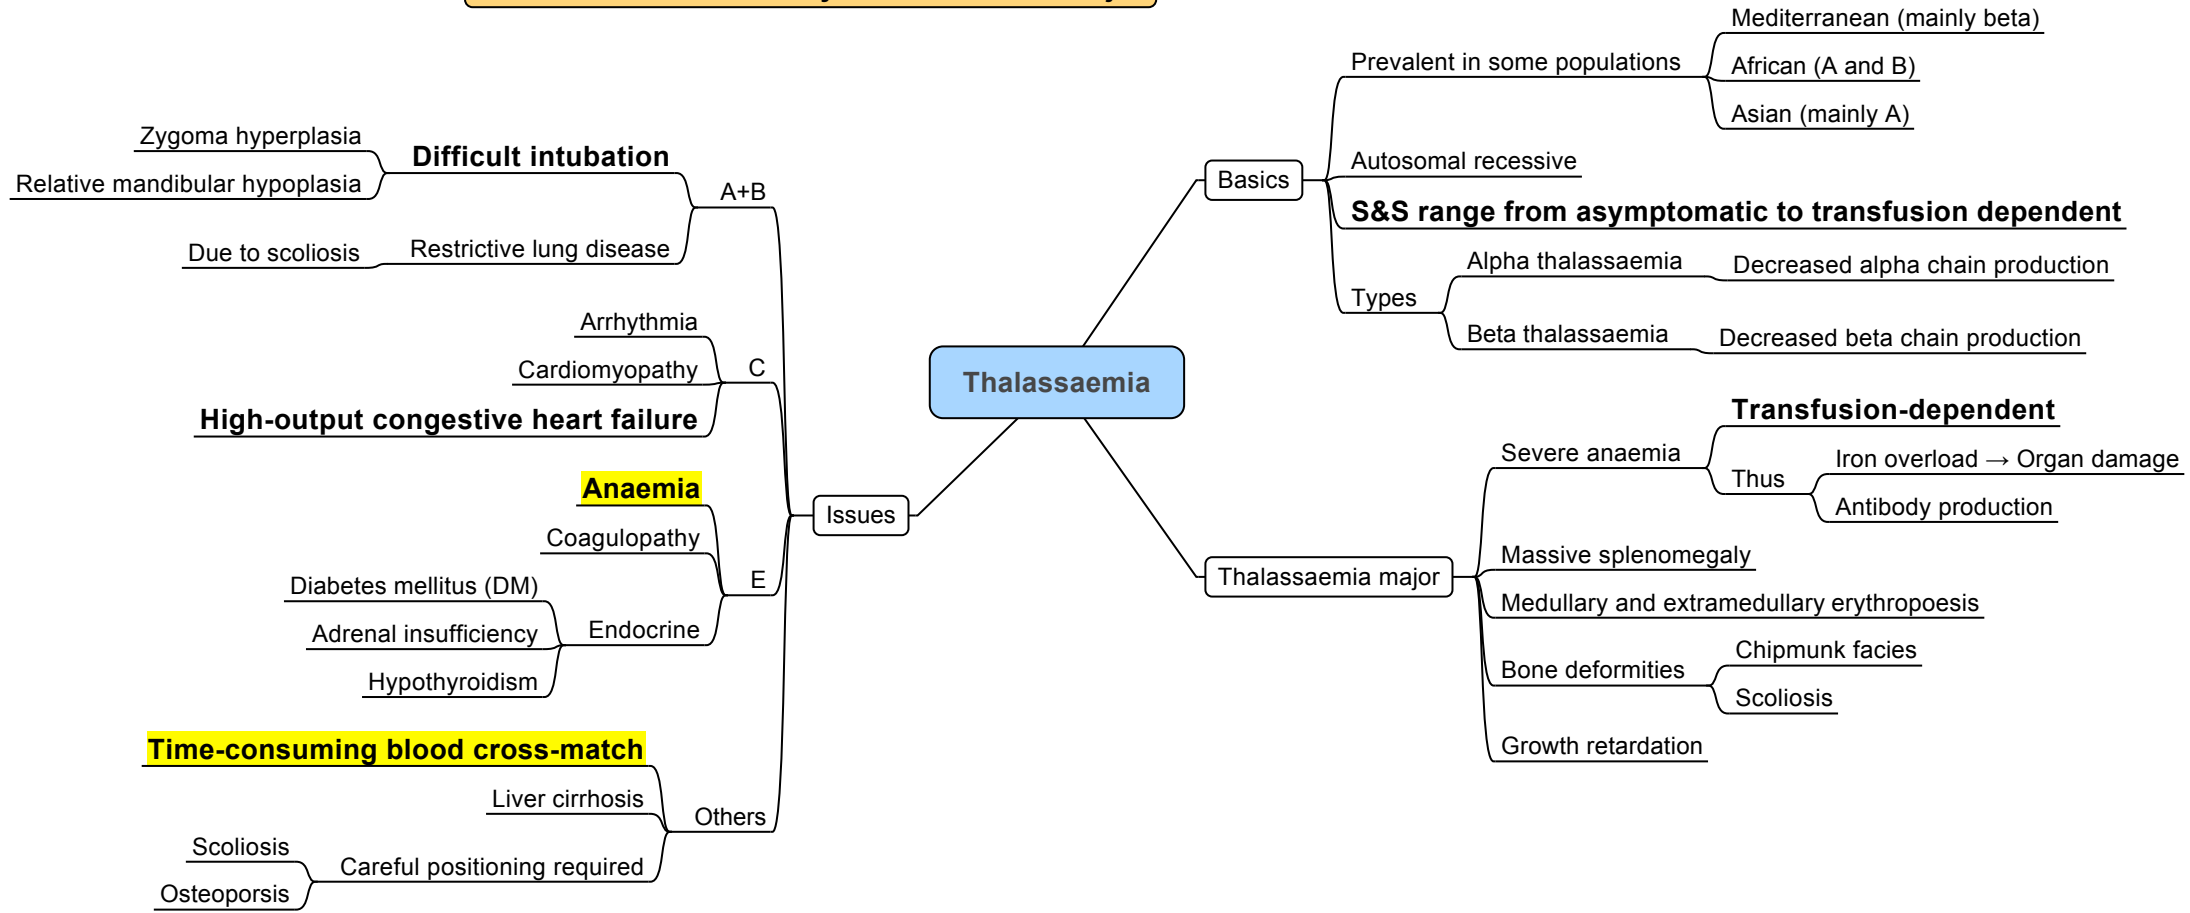 Thalassaemia
Basics
Prevalent in some populations
Mediterranean (mainly beta)
African (A and B)
Asian (mainly A)
Autosomal recessive
S&S range from asymptomatic to transfusion dependent
Types
Alpha thalassaemia
Decreased alpha chain production
Beta thalassaemia
Decreased beta chain production
Thalassaemia major
Severe anaemia
Transfusion-dependent
Thus
Iron overload → Organ damage
Antibody production
Massive splenomegaly
Medullary and extramedullary erythropoesis
Bone deformities
Chipmunk facies
Scoliosis
Growth retardation
Issues
A+B
Difficult intubation
Zygoma hyperplasia
Relative mandibular hypoplasia
Restrictive lung disease
Due to scoliosis
C
Arrhythmia
Cardiomyopathy
High-output congestive heart failure
E
Anaemia
Coagulopathy
Endocrine
Diabetes mellitus (DM)
Adrenal insufficiency
Hypothyroidism
Others
Time-consuming blood cross-match
Liver cirrhosis
Careful positioning required
Scoliosis
Osteoporsis